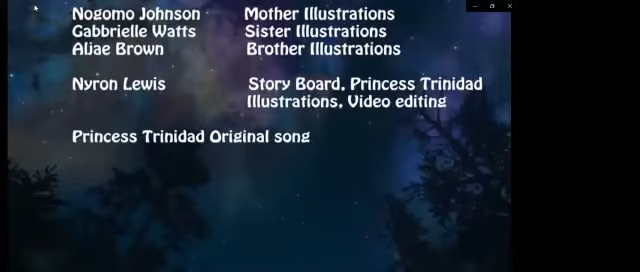 Nogomo Johnson Mother Illustrations
Gabbrielle Watts Sister Illustrations
Aljae Brown Brother Illustrations
Nyron Lewis Story Board, Princess Trinidad
Illustrations, Video editing
Princess Trinidad Original song